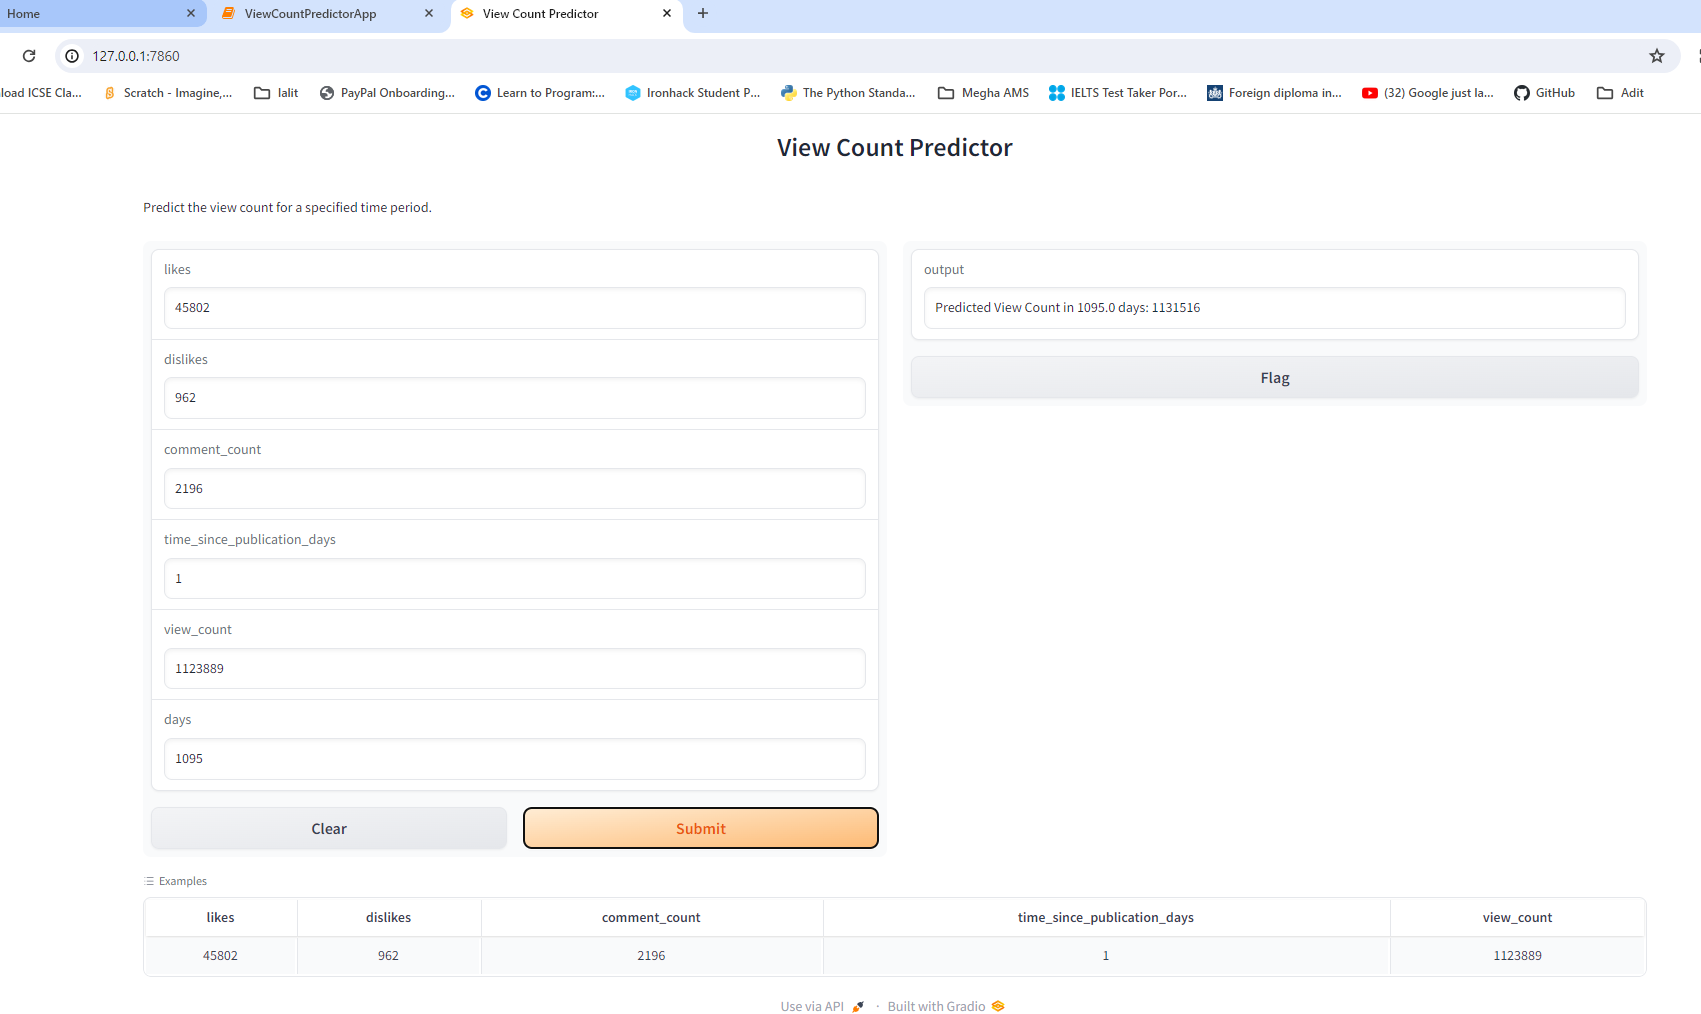 Home ViewCountPredictorApp View Count Predictor
127.0.0.1:7860
load ICSE Cla... Scratch - Imagine,... lalit PayPal Onboarding... Learn to Program:... Ironhack Student P... The Python Standa... Megha AMS IELTS Test Taker Por... Foreign diploma in... (32) Google just la... GitHub Adit
View Count Predictor
Predict the view count for a specified time period.
likes
45802
dislikes
962
comment_count
2196
time_since_publication_days
1
view_count
1123889
days
1095
Clear Submit
output
Predicted View Count in 1095.0 days: 1131516
Flag
Examples
likes dislikes comment_count time_since_publication_days view_count
45802 962 2196 1 1123889
Use via API · Built with Gradio